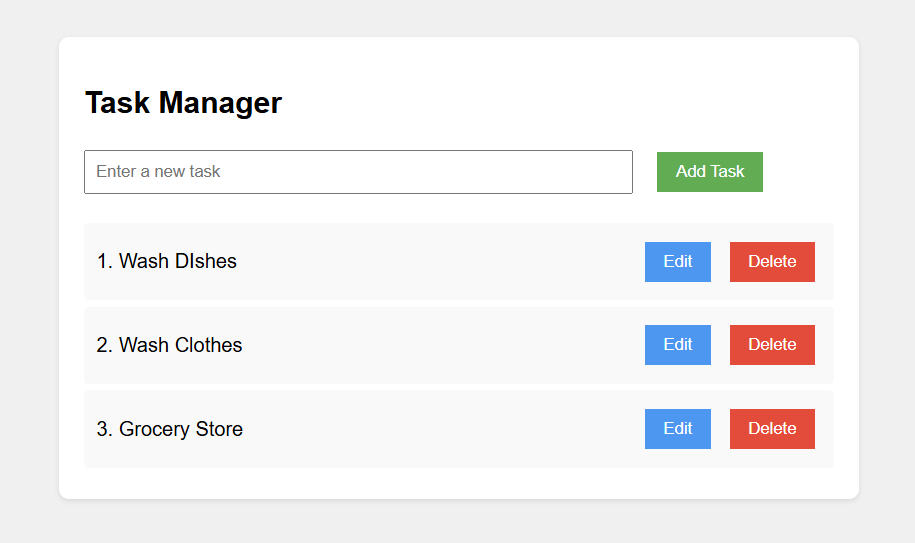 Task Manager
Enter a new task Add Task
1. Wash DIshes Edit Delete
2. Wash Clothes Edit Delete
3. Grocery Store Edit Delete